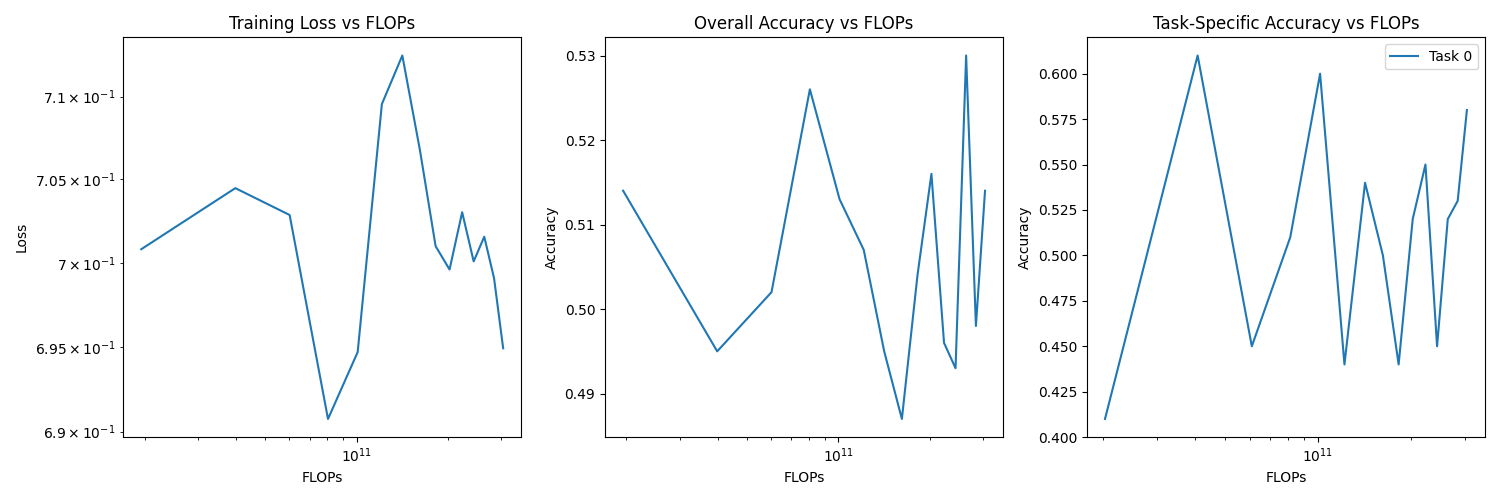 Training Loss vs FLOPs
Loss
7.1 × 10⁻¹
7.05 × 10⁻¹
7 × 10⁻¹
6.95 × 10⁻¹
6.9 × 10⁻¹
10¹¹
FLOPs
Overall Accuracy vs FLOPs
Accuracy
0.53
0.52
0.51
0.50
0.49
10¹¹
FLOPs
Task-Specific Accuracy vs FLOPs
Task 0
Accuracy
0.600
0.575
0.550
0.525
0.500
0.475
0.450
0.425
0.400
10¹¹
FLOPs